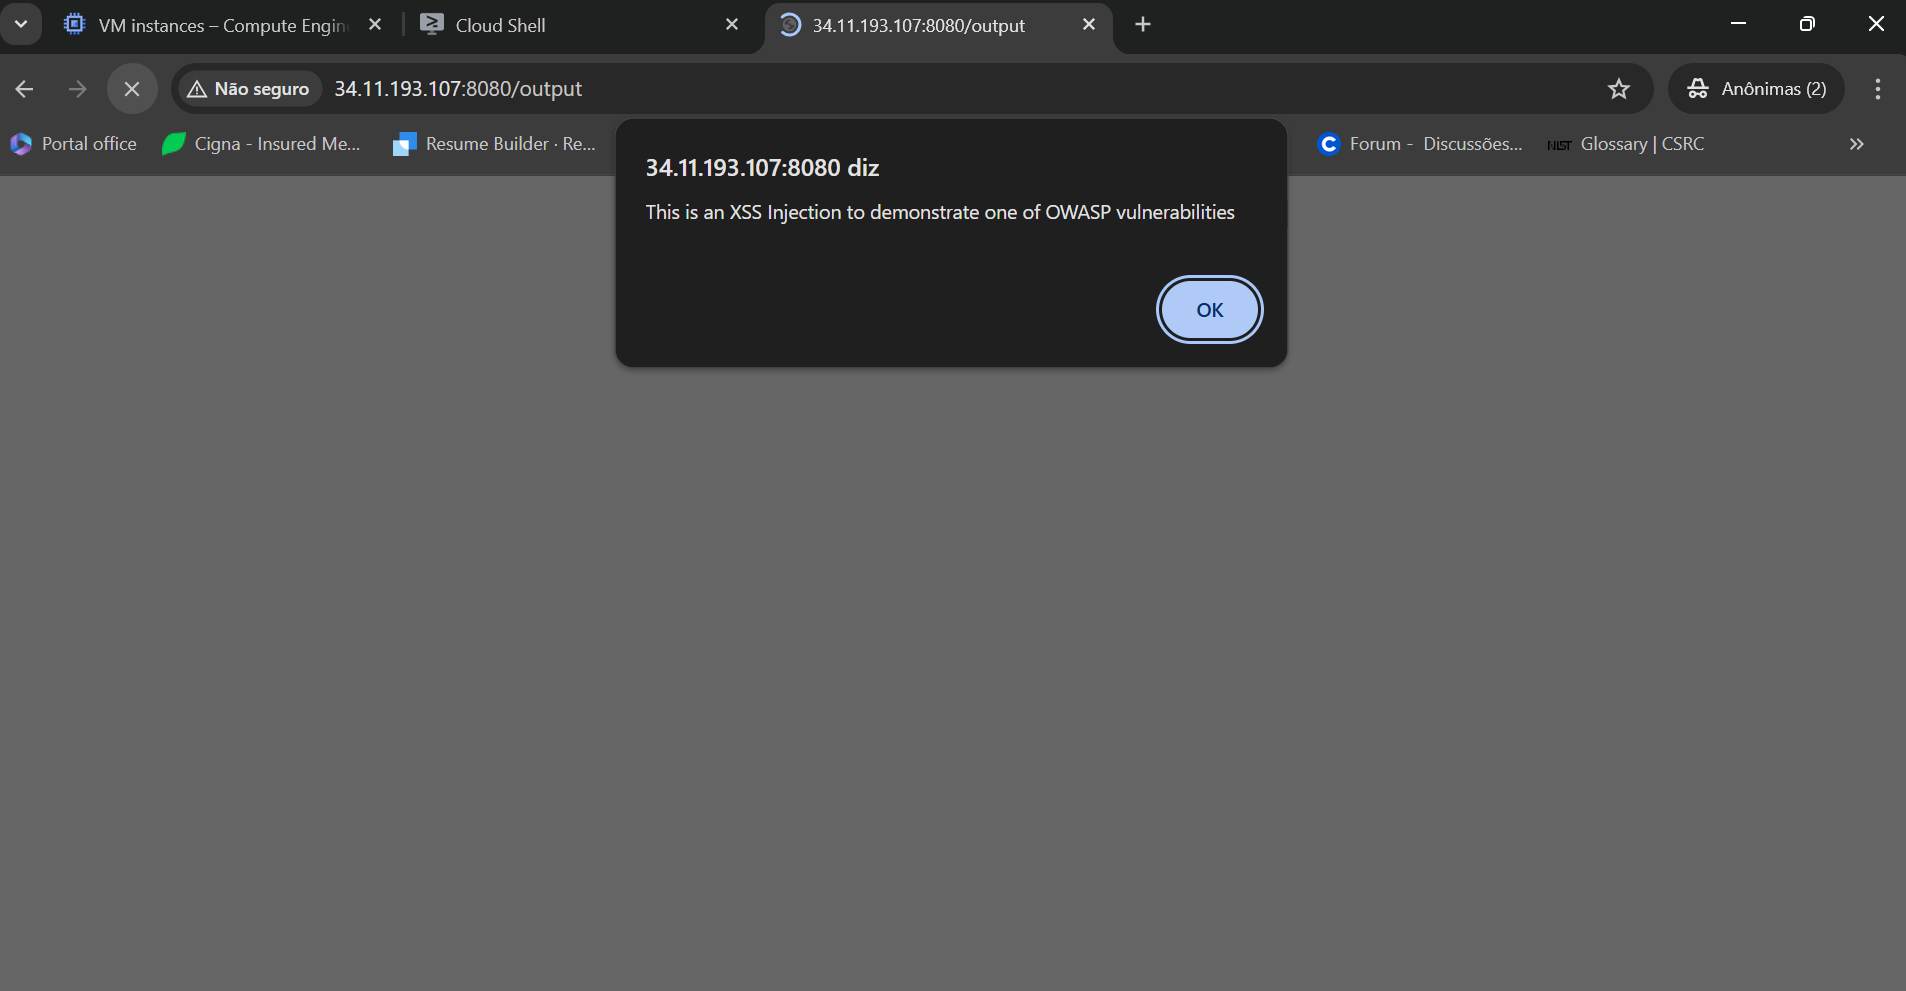 VM instances – Compute Engin
Cloud Shell
34.11.193.107:8080/output
Não seguro
34.11.193.107:8080/output
Anônimas (2)
Portal office
Cigna - Insured Me...
Resume Builder · Re...
Forum - Discussões...
NIST
Glossary | CSRC
34.11.193.107:8080 diz
This is an XSS Injection to demonstrate one of OWASP vulnerabilities
OK